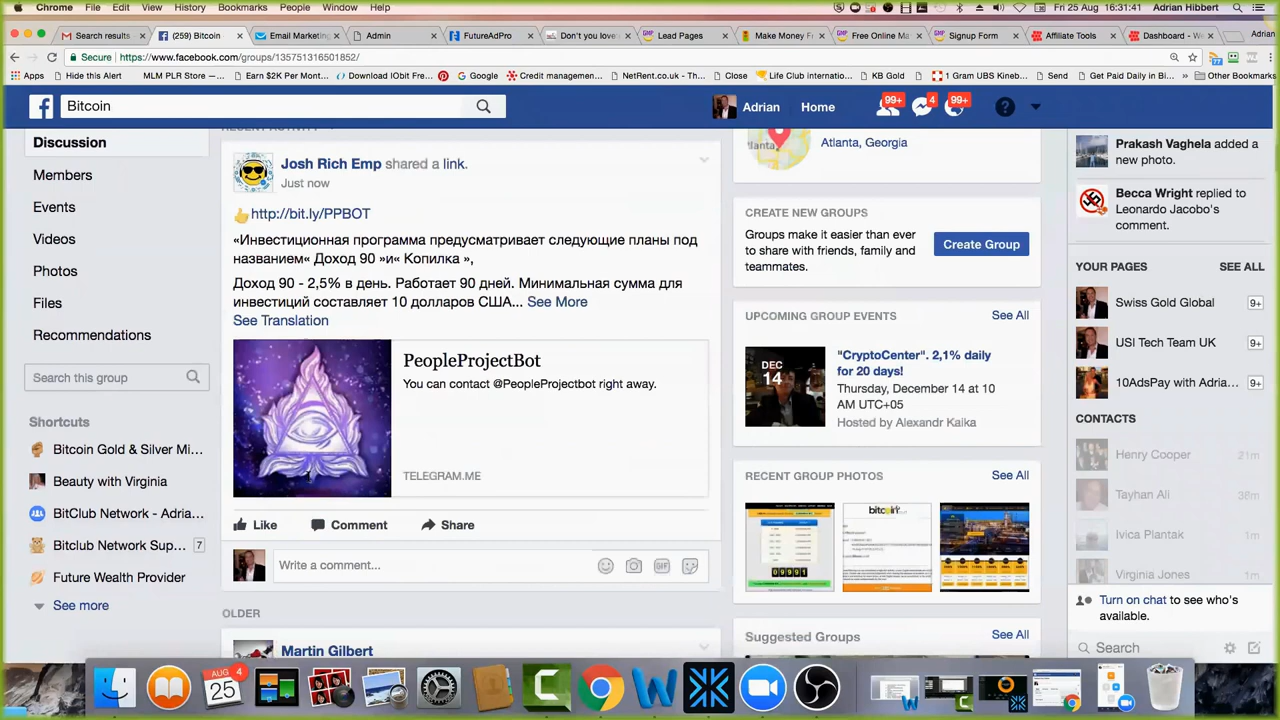 Chrome File Edit View History Bookmarks People Window Help Fri 25 Aug 16:31:41 Adrian Hibbert
Search results (259) Bitcoin Email Marketing Admin FutureAdPro Don't you love Lead Pages Make Money F Free Online Ma Signup Form Affiliate Tools Dashboard - W Adrian
Secure https://www.facebook.com/groups/135751316501852/
Apps Hide this Alert MLM PLR Store — L... Earn $2K Per Mont... Download IObit Fre... Google Credit managemen... NetRent.co.uk - Th... Close Life Club internatio... KB Gold 1 Gram UBS Kineb... Send Get Paid Daily in Bi... Other Bookmarks
Bitcoin
Adrian Home 99+ 4 99+
Discussion
Members
Events
Videos
Photos
Files
Recommendations
Search this group
Shortcuts
Bitcoin Gold & Silver Mi...
Beauty with Virginia
BitClub Network - Adria...
Bitclub Network Sup... 7
Future Wealth Provider
See more
RECENT ACTIVITY
Josh Rich Emp shared a link.
Just now
http://bit.ly/PPBOT
«Инвестиционная программа предусматривает следующие планы под
названием« Доход 90 »и« Копилка »,
Доход 90 - 2,5% в день. Работает 90 дней. Минимальная сумма для
инвестиций составляет 10 долларов США... See More
See Translation
PeopleProjectBot
You can contact @PeopleProjectbot right away.
TELEGRAM.ME
Like Comment Share
Write a comment...
GIF
OLDER
Martin Gilbert
Atlanta
Atlanta, Georgia
CREATE NEW GROUPS
Groups make it easier than ever
to share with friends, family and
teammates.
Create Group
UPCOMING GROUP EVENTS See All
DEC
14
"CryptoCenter". 2,1% daily
for 20 days!
Thursday, December 14 at 10
AM UTC+05
Hosted by Alexandr Kaika
RECENT GROUP PHOTOS See All
09991
Suggested Groups See All
Prakash Vaghela added a
new photo.
Becca Wright replied to
Leonardo Jacobo's
comment.
YOUR PAGES SEE ALL
Swiss Gold Global 9+
USI Tech Team UK 9+
10AdsPay with Adria... 9+
CONTACTS
Henry Cooper 21m
Tayhan Ali 38m
Ivica Plantak 1m
Virginia Jones 1m
Turn on chat to see who's
available.
Search
AUG 4
25